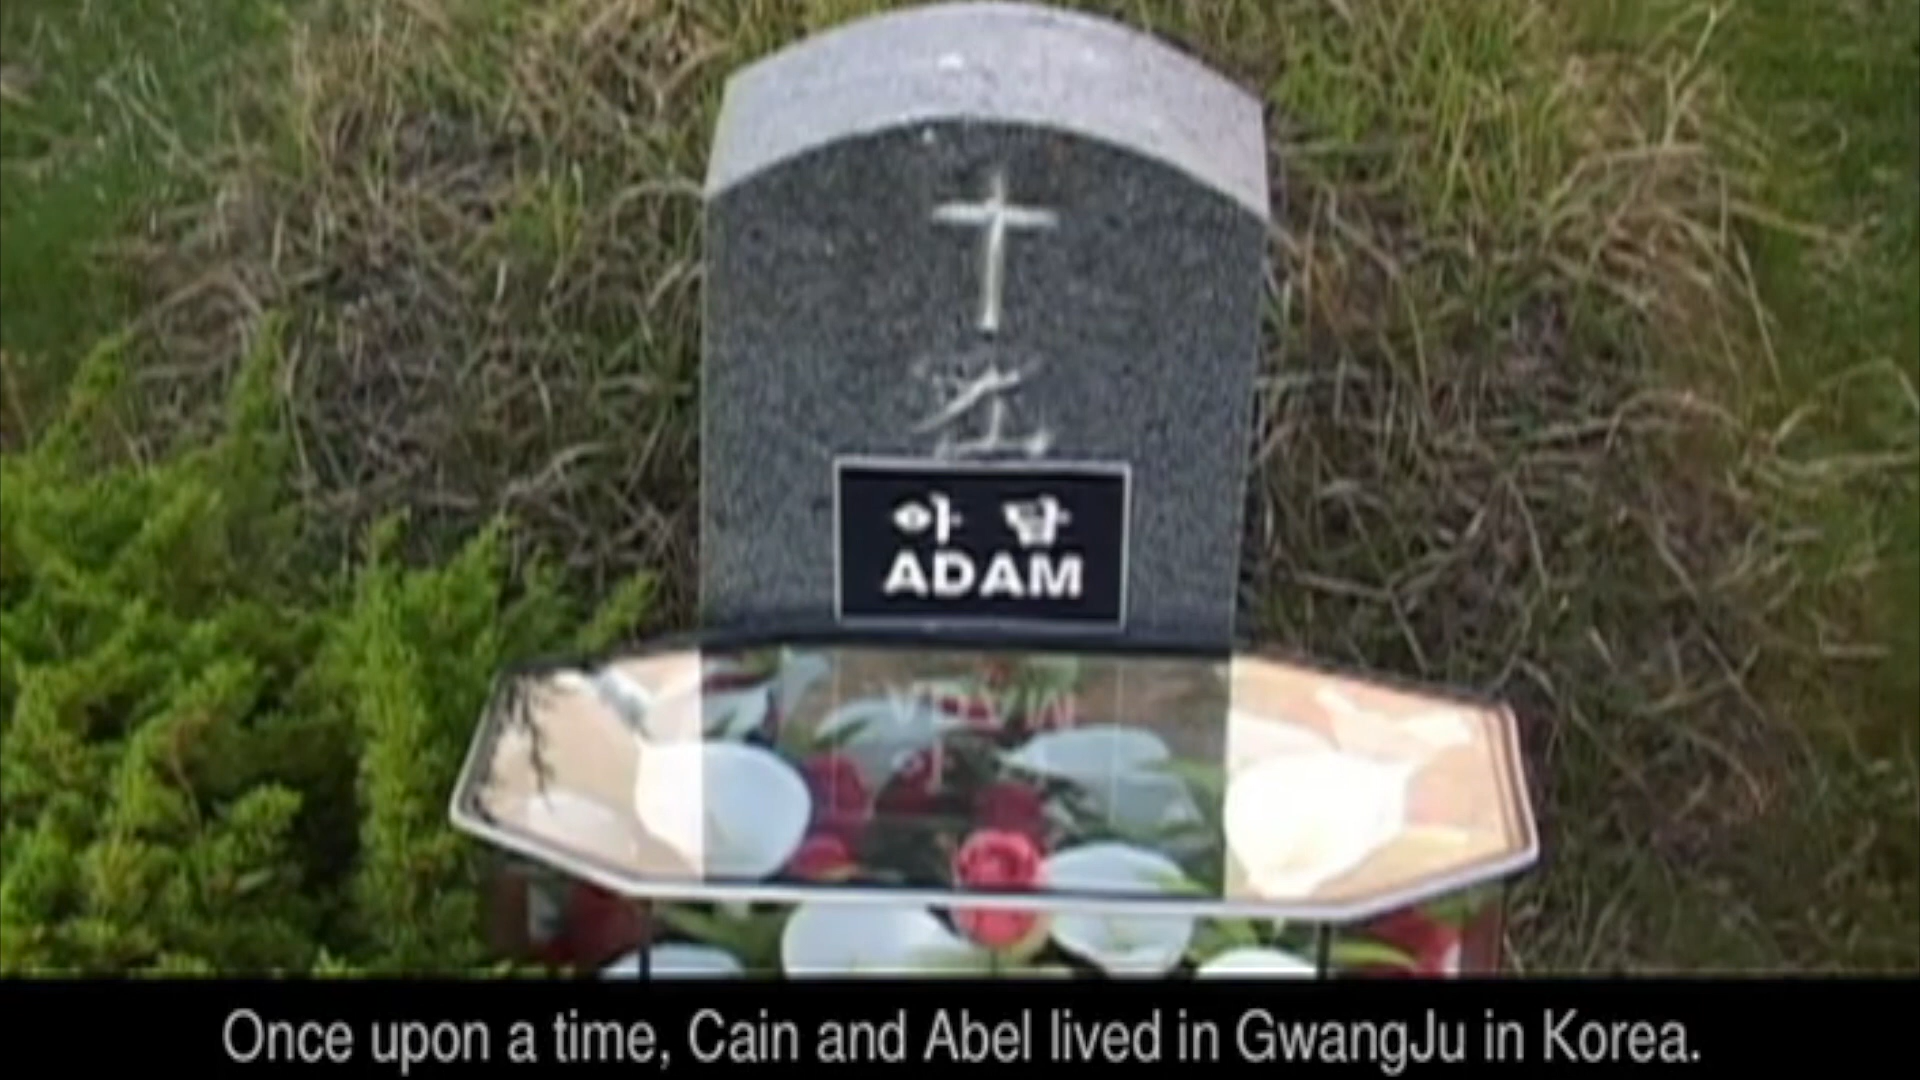 아 담
ADAM
Once upon a time, Cain and Abel lived in GwangJu in Korea.